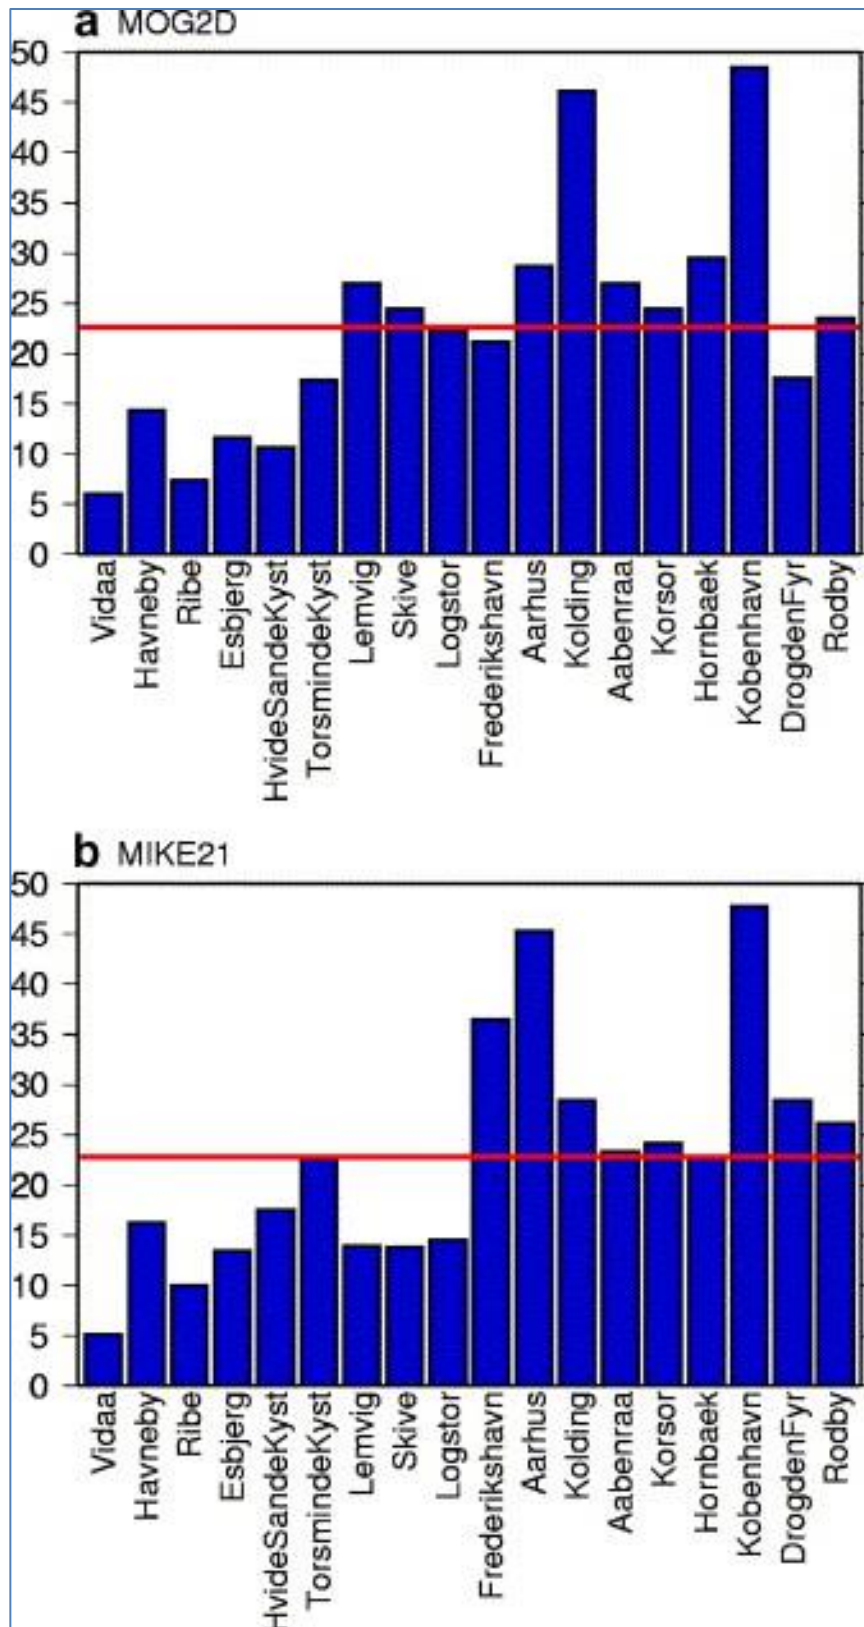 a MOG2D
50
45
40
35
30
25
20
15
10
5
0
Vidaa
Havneby
Ribe
Esbjerg
HvideSandeKyst
TorsmindeKyst
Lemvig
Skive
Logstor
Frederikshavn
Aarhus
Kolding
Aabenraa
Korsor
Hornbaek
Kobenhavn
DrogdenFyr
Rodby
b MIKE21
50
45
40
35
30
25
20
15
10
5
0
Vidaa
Havneby
Ribe
Esbjerg
HvideSandeKyst
TorsmindeKyst
Lemvig
Skive
Logstor
Frederikshavn
Aarhus
Kolding
Aabenraa
Korsor
Hornbaek
Kobenhavn
DrogdenFyr
Rodby